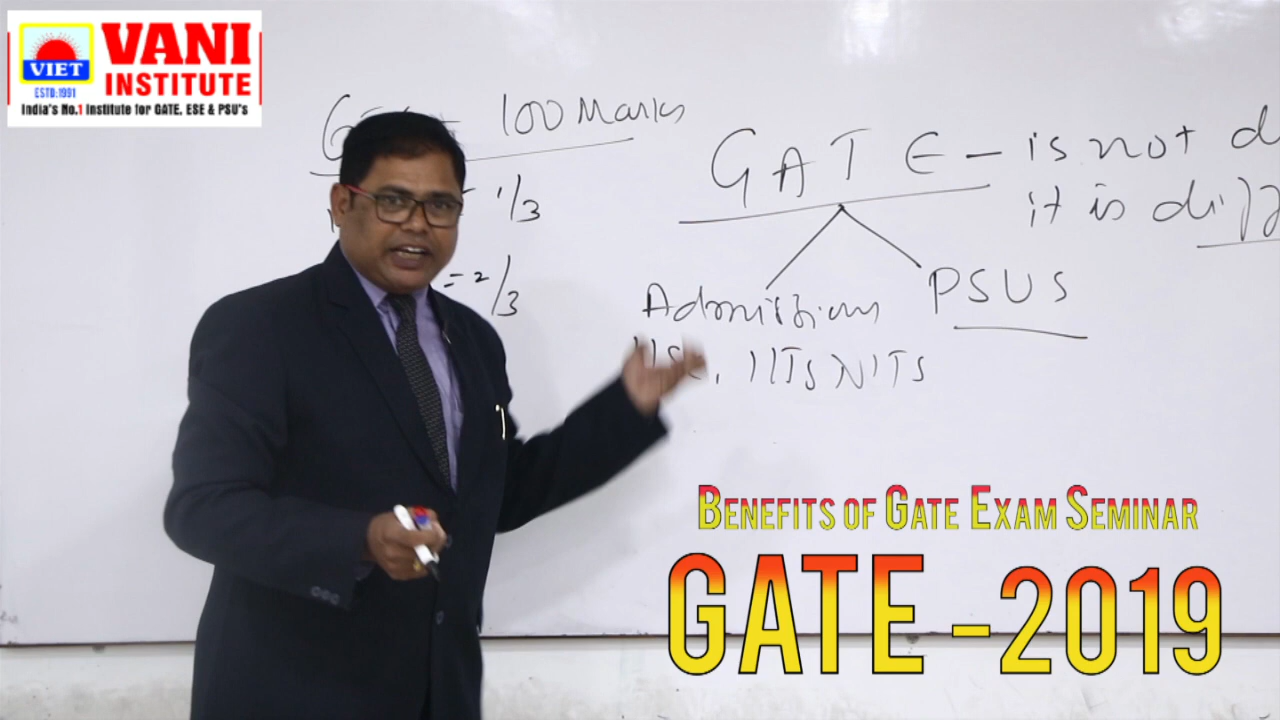 VANI
INSTITUTE
VIET
ESTD:1991
India's No.1 Institute for GATE, ESE & PSU's
100 Marks
= 1/3
= 2/3
GATE - is not
it is
Admissions
PSUS
IITs NITs
BENEFITS OF GATE EXAM SEMINAR
GATE - 2019